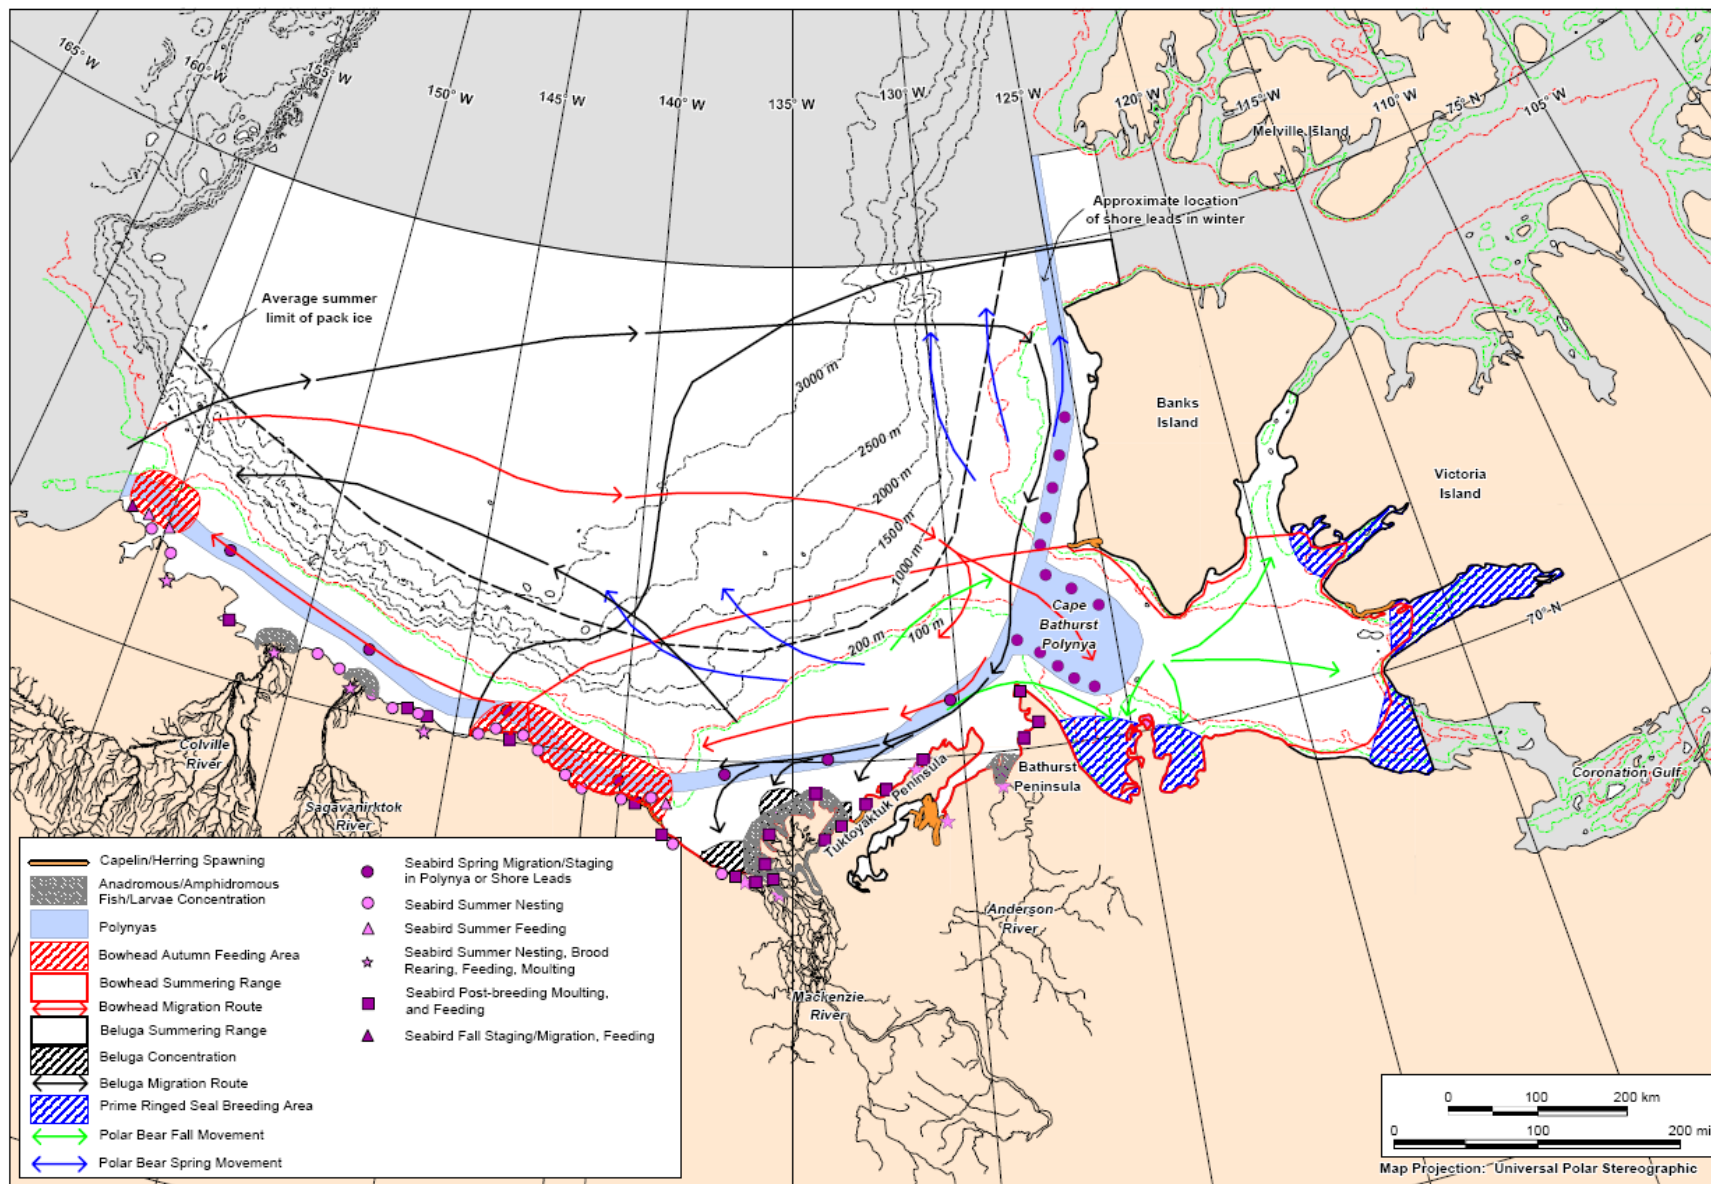 165° W
160° W
155° W
150° W
145° W
140° W
135° W
130° W
125° W
120° W
115° W
110° W
75° N
105° W
Melville Island
Approximate location
of shore leads in winter
Average summer
limit of pack ice
3000 m
2500 m
2000 m
1500 m
1000 m
200 m
100 m
Banks
Island
Victoria
Island
Cape
Bathurst
Polynya
70° N
Colville
River
Sagavanirktok
River
Tuktoyaktuk Peninsula
Bathurst
Peninsula
Coronation Gulf
Anderson
River
Mackenzie
River
Capelin/Herring Spawning
Anadromous/Amphidromous
Fish/Larvae Concentration
Polynyas
Bowhead Autumn Feeding Area
Bowhead Summering Range
Bowhead Migration Route
Beluga Summering Range
Beluga Concentration
Beluga Migration Route
Prime Ringed Seal Breeding Area
Polar Bear Fall Movement
Polar Bear Spring Movement
Seabird Spring Migration/Staging
in Polynya or Shore Leads
Seabird Summer Nesting
Seabird Summer Feeding
Seabird Summer Nesting, Brood
Rearing, Feeding, Moulting
Seabird Post-breeding Moulting,
and Feeding
Seabird Fall Staging/Migration, Feeding
0 100 200 km
0 100 200 mi
Map Projection: Universal Polar Stereographic